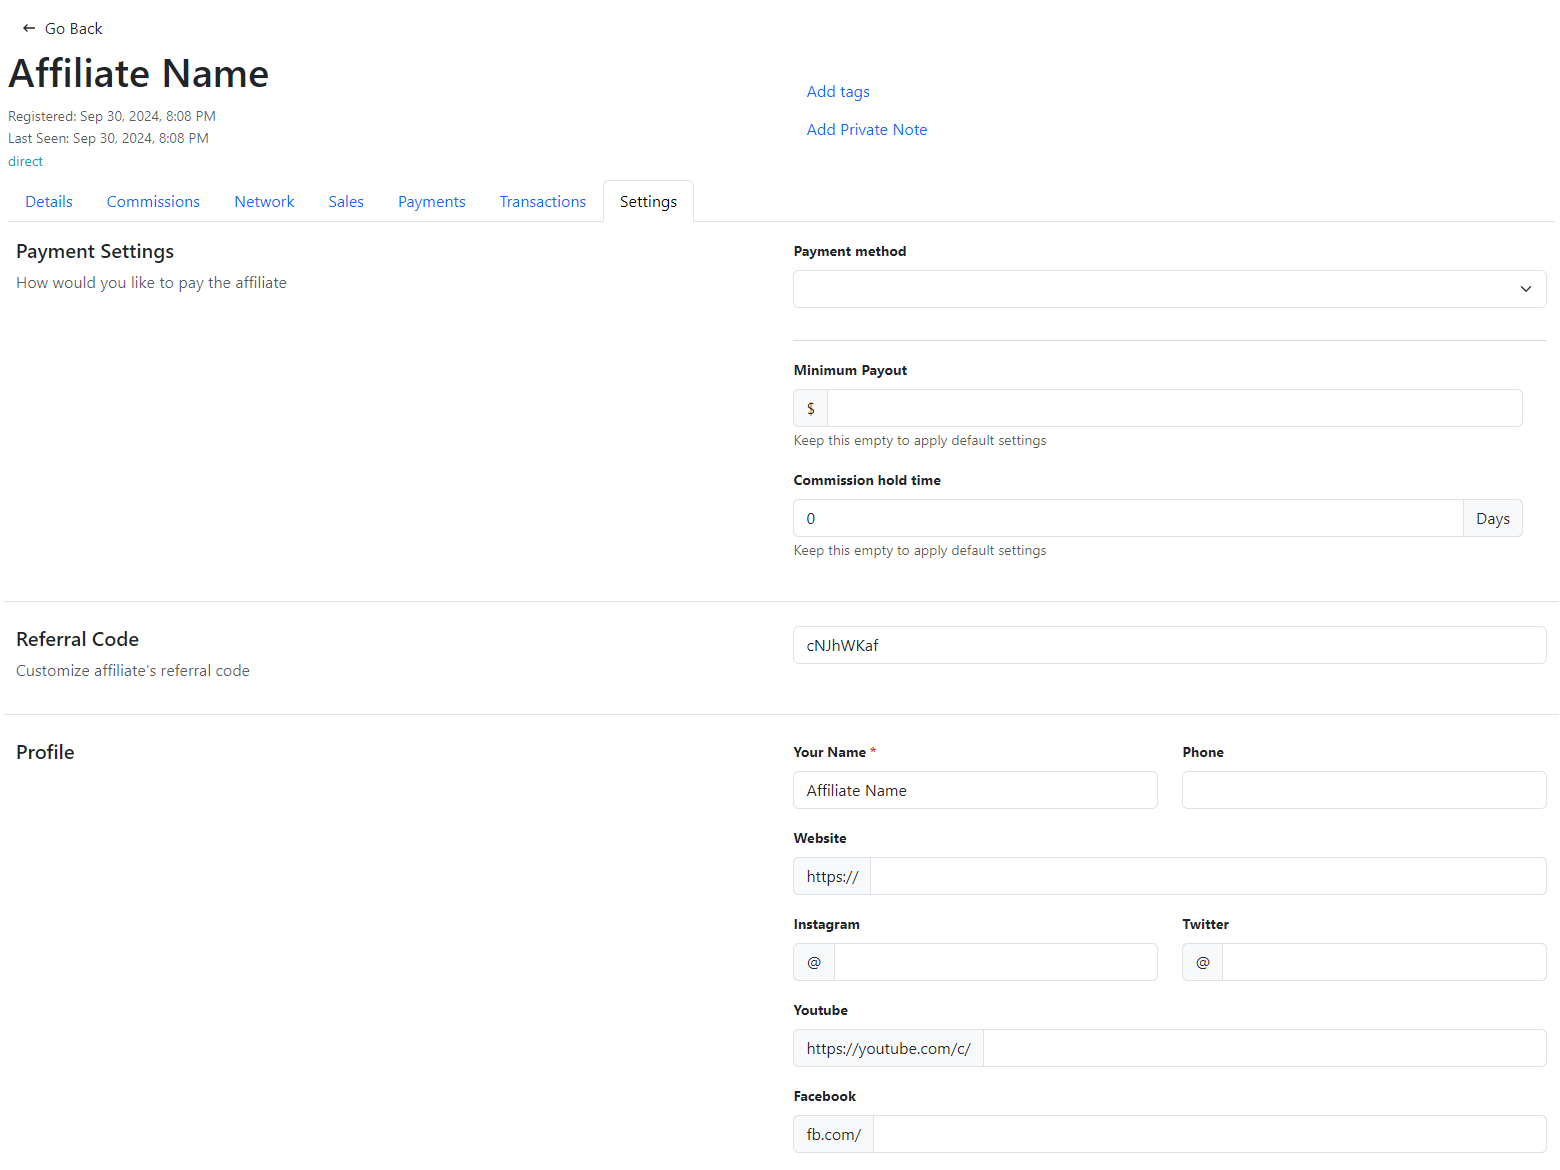 ← Go Back
Affiliate Name
Registered: Sep 30, 2024, 8:08 PM
Last Seen: Sep 30, 2024, 8:08 PM
direct
Add tags
Add Private Note
Details Commissions Network Sales Payments Transactions Settings
Payment Settings
How would you like to pay the affiliate
Payment method
Minimum Payout
$
Keep this empty to apply default settings
Commission hold time
0 Days
Keep this empty to apply default settings
Referral Code
Customize affiliate's referral code
cNJhWKaf
Profile
Your Name * Phone
Affiliate Name
Website
https://
Instagram Twitter
@ @
Youtube
https://youtube.com/c/
Facebook
fb.com/